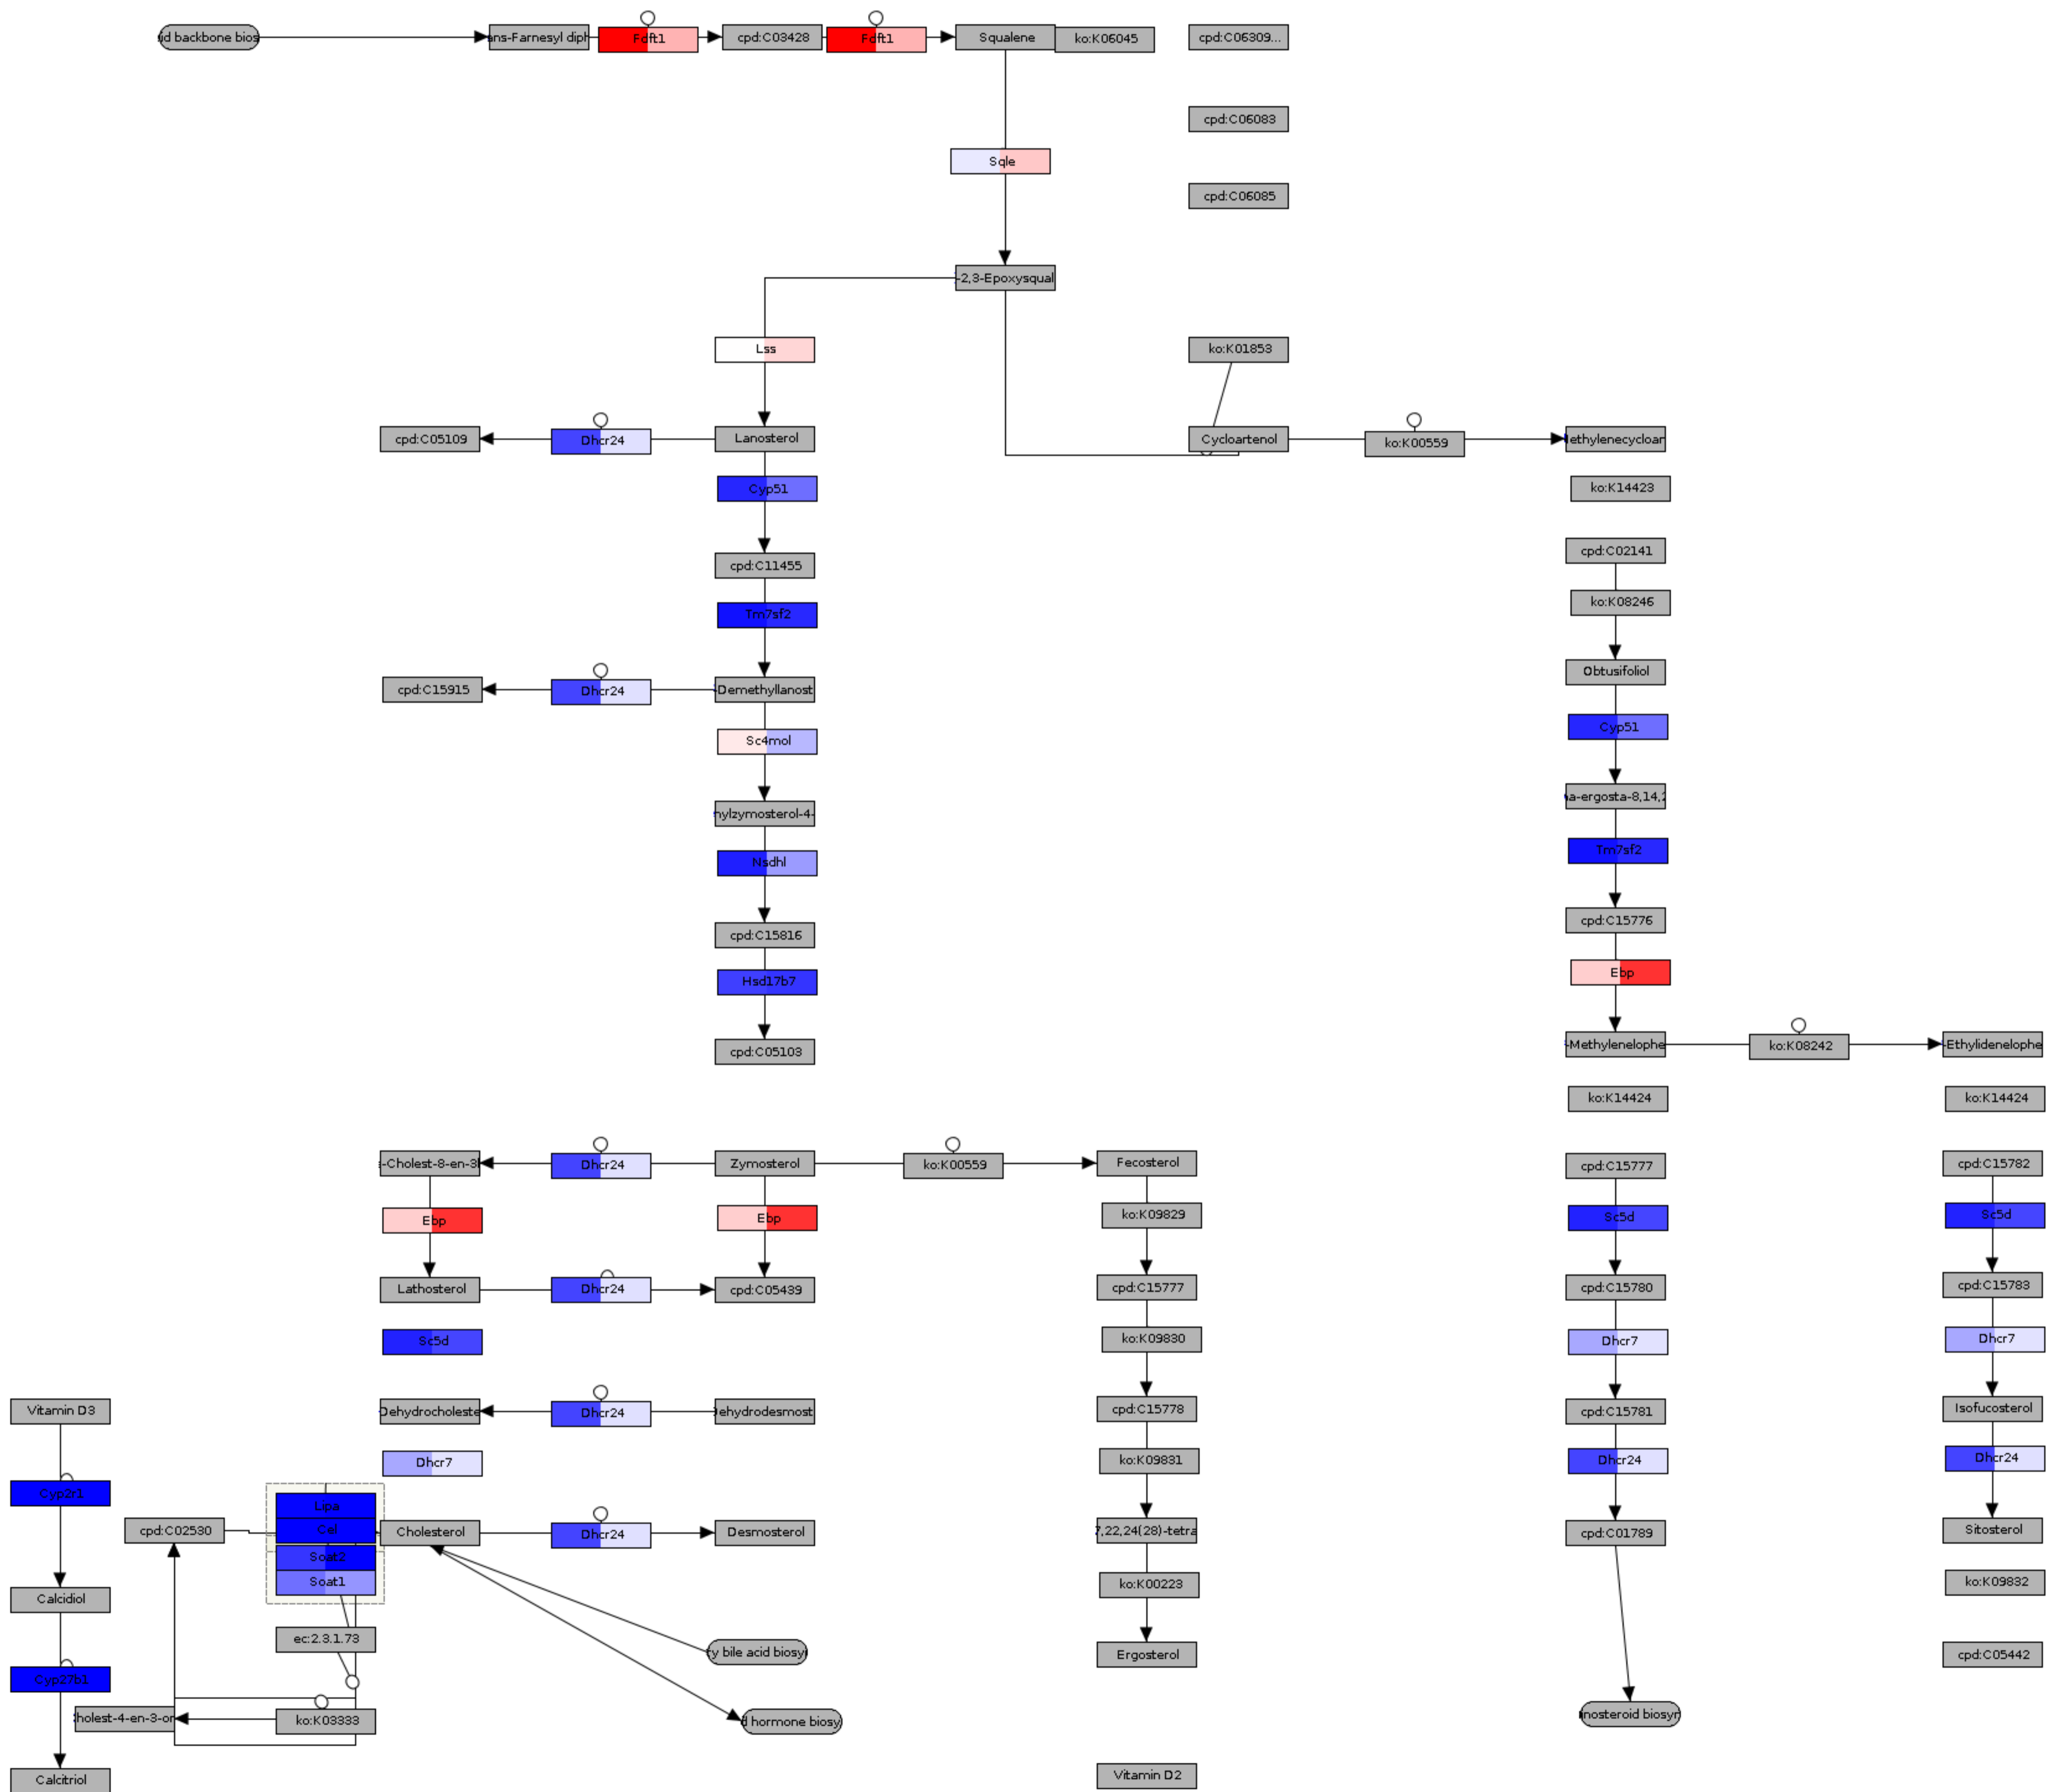 id backbone bios
ans-Farnesyl diph
Fdft1
cpd:C03428
Fdft1
Squalene
ko:K06045
cpd:C06309...
cpd:C06083
Sqle
cpd:C06085
-2,3-Epoxysqual
Lss
ko:K01853
cpd:C05109
Dhcr24
Lanosterol
Cycloartenol
ko:K00559
lethylenecycloar
Cyp51
ko:K14423
cpd:C02141
cpd:C11455
ko:K08246
Tm7sf2
Obtusifoliol
cpd:C15915
Dhcr24
-Demethyllanost
Cyp51
Sc4mol
a-ergosta-8,14,2
nylzymosterol-4-
Tm7sf2
Nsdhl
cpd:C15776
cpd:C15816
Ebp
Hsd17b7
cpd:C05103
-Methylenelophe
ko:K08242
-Ethylidenelophe
ko:K14424
ko:K14424
-Cholest-8-en-3l
Dhcr24
Zymosterol
ko:K00559
Fecosterol
cpd:C15777
cpd:C15782
Ebp
Ebp
ko:K09829
Sc5d
Sc5d
Lathosterol
Dhcr24
cpd:C05439
cpd:C15777
cpd:C15780
cpd:C15783
Sc5d
ko:K09830
Dhcr7
Dhcr7
Vitamin D3
Dehydrocholeste
Dhcr24
ehydrodesmost
cpd:C15778
cpd:C15781
Isofucosterol
Dhcr7
ko:K09831
Dhcr24
Dhcr24
Cyp2r1
Lipa
cpd:C02530
Cel
Cholesterol
Dhcr24
Desmosterol
7,22,24(28)-tetra
cpd:C01789
Sitosterol
Soat2
Soat1
ko:K00223
ko:K09832
Calcidiol
ec:2.3.1.73
y bile acid biosyn
Ergosterol
cpd:C05442
Cyp27b1
holest-4-en-3-or
ko:K03333
d hormone biosy
nosteroid biosyr
Calcitriol
Vitamin D2